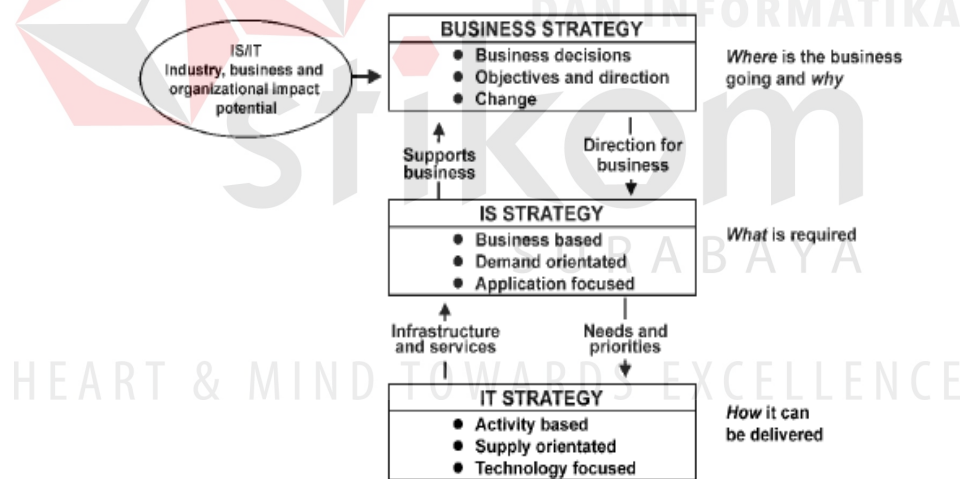 DAN INFORMATIKA
BUSINESS STRATEGY
IS/IT
Industry, business and
organizational impact
potential
● Business decisions
● Objectives and direction
● Change
Where is the business
going and why
stikom
Supports
business
Direction for
business
IS STRATEGY
● Business based
● Demand orientated
● Application focused
What is required
SURABAYA
Infrastructure
and services
Needs and
priorities
HEART & MIND TOWARDS EXCELLENCE
IT STRATEGY
● Activity based
● Supply orientated
● Technology focused
How it can
be delivered